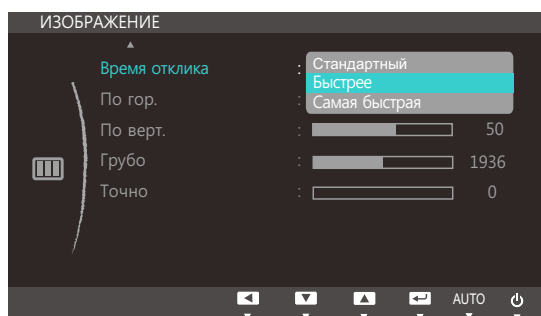 ИЗОБРАЖЕНИЕ
Время отклика : Стандартный
Быстрее
По гор. : Самая быстрая
По верт. : 50
Грубо : 1936
Точно : 0
AUTO